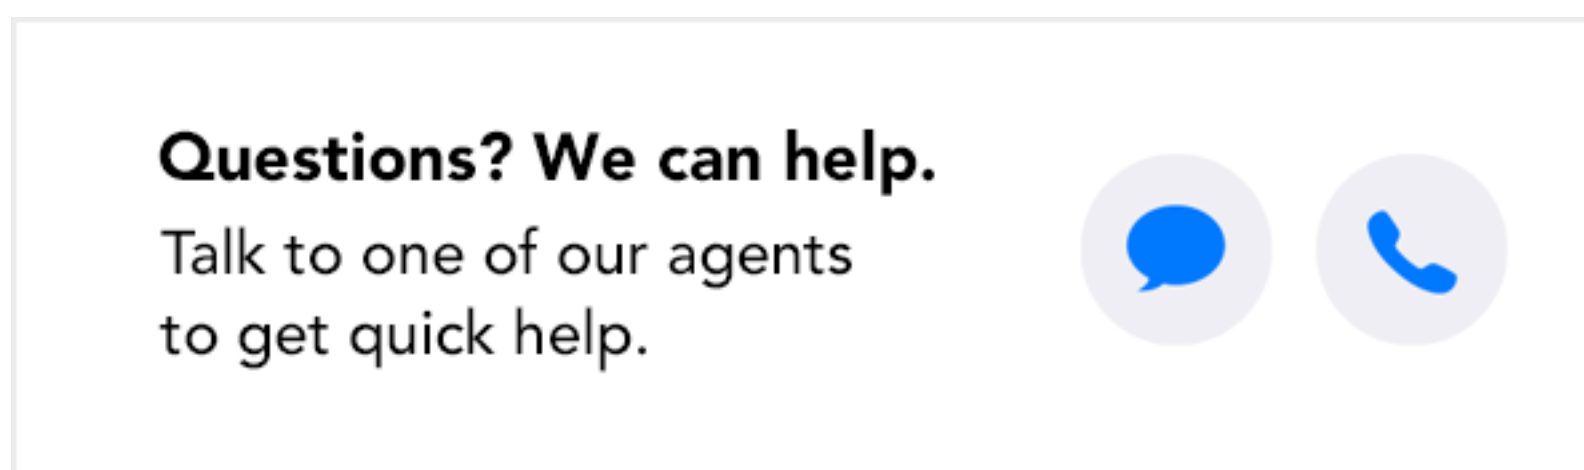 Questions? We can help.
Talk to one of our agents
to get quick help.